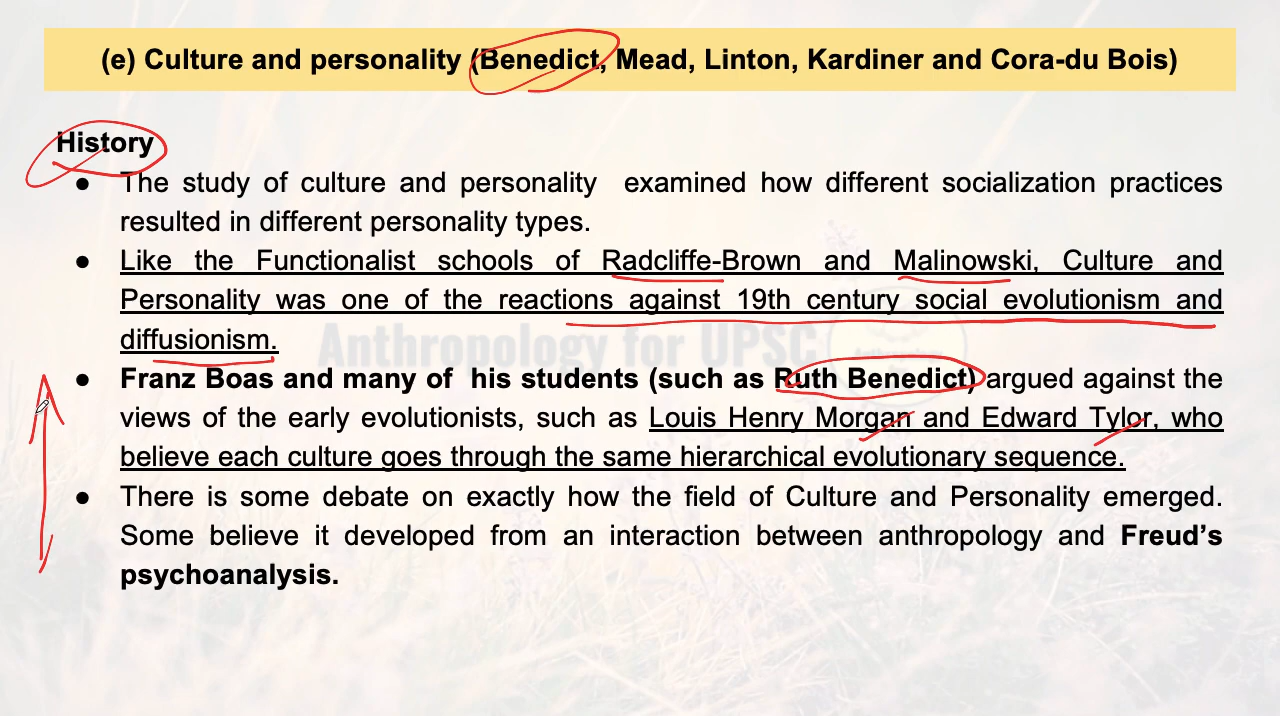 (e) Culture and personality (Benedict, Mead, Linton, Kardiner and Cora-du Bois)
History
● The study of culture and personality examined how different socialization practices
resulted in different personality types.
● Like the Functionalist schools of Radcliffe-Brown and Malinowski, Culture and
Personality was one of the reactions against 19th century social evolutionism and
diffusionism.
Anthropology for UPSC
● Franz Boas and many of his students (such as Ruth Benedict) argued against the
views of the early evolutionists, such as Louis Henry Morgan and Edward Tylor, who
believe each culture goes through the same hierarchical evolutionary sequence.
● There is some debate on exactly how the field of Culture and Personality emerged.
Some believe it developed from an interaction between anthropology and Freud’s
psychoanalysis.